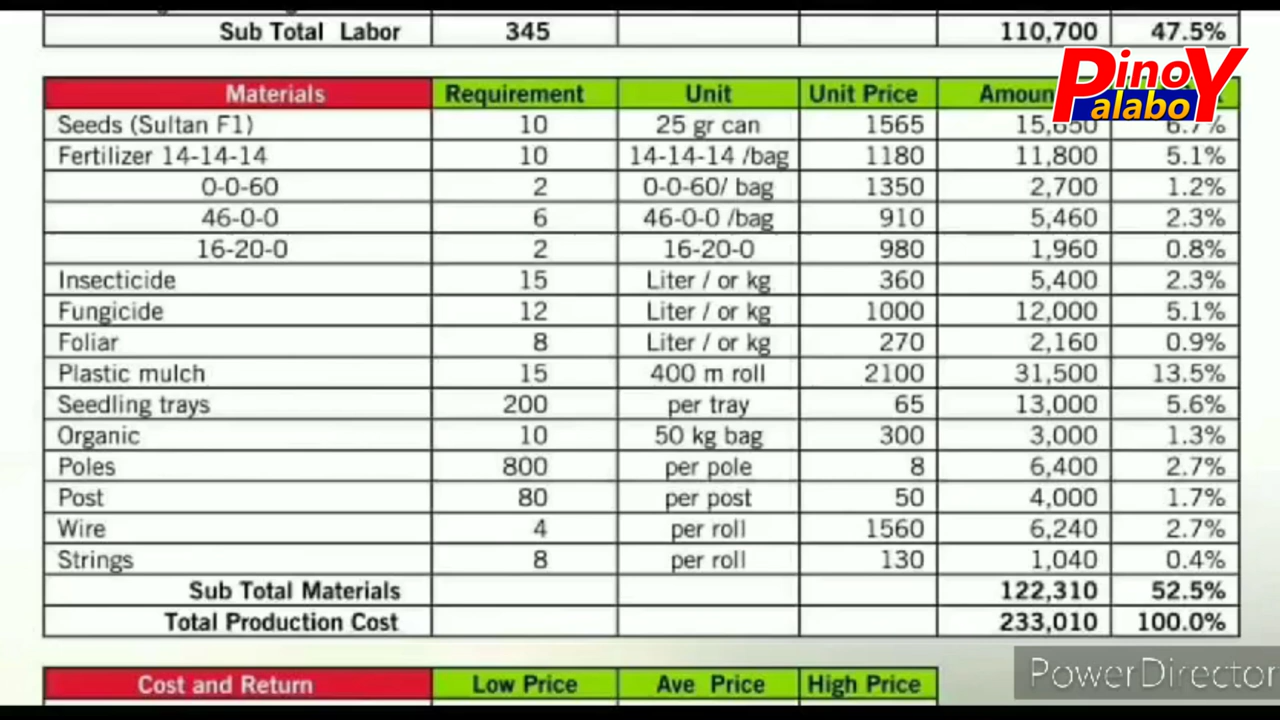 Sub Total Labor 345 110,700 47.5%
Pinoy Palaboy
Materials Requirement Unit Unit Price
Seeds (Sultan F1) 10 25 gr can 1565 15,650 6.7%
Fertilizer 14-14-14 10 14-14-14 /bag 1180 11,800 5.1%
0-0-60 2 0-0-60/ bag 1350 2,700 1.2%
46-0-0 6 46-0-0 /bag 910 5,460 2.3%
16-20-0 2 16-20-0 980 1,960 0.8%
Insecticide 15 Liter / or kg 360 5,400 2.3%
Fungicide 12 Liter / or kg 1000 12,000 5.1%
Foliar 8 Liter / or kg 270 2,160 0.9%
Plastic mulch 15 400 m roll 2100 31,500 13.5%
Seedling trays 200 per tray 65 13,000 5.6%
Organic 10 50 kg bag 300 3,000 1.3%
Poles 800 per pole 8 6,400 2.7%
Post 80 per post 50 4,000 1.7%
Wire 4 per roll 1560 6,240 2.7%
Strings 8 per roll 130 1,040 0.4%
Sub Total Materials 122,310 52.5%
Total Production Cost 233,010 100.0%
Cost and Return Low Price Ave Price High Price
PowerDirector